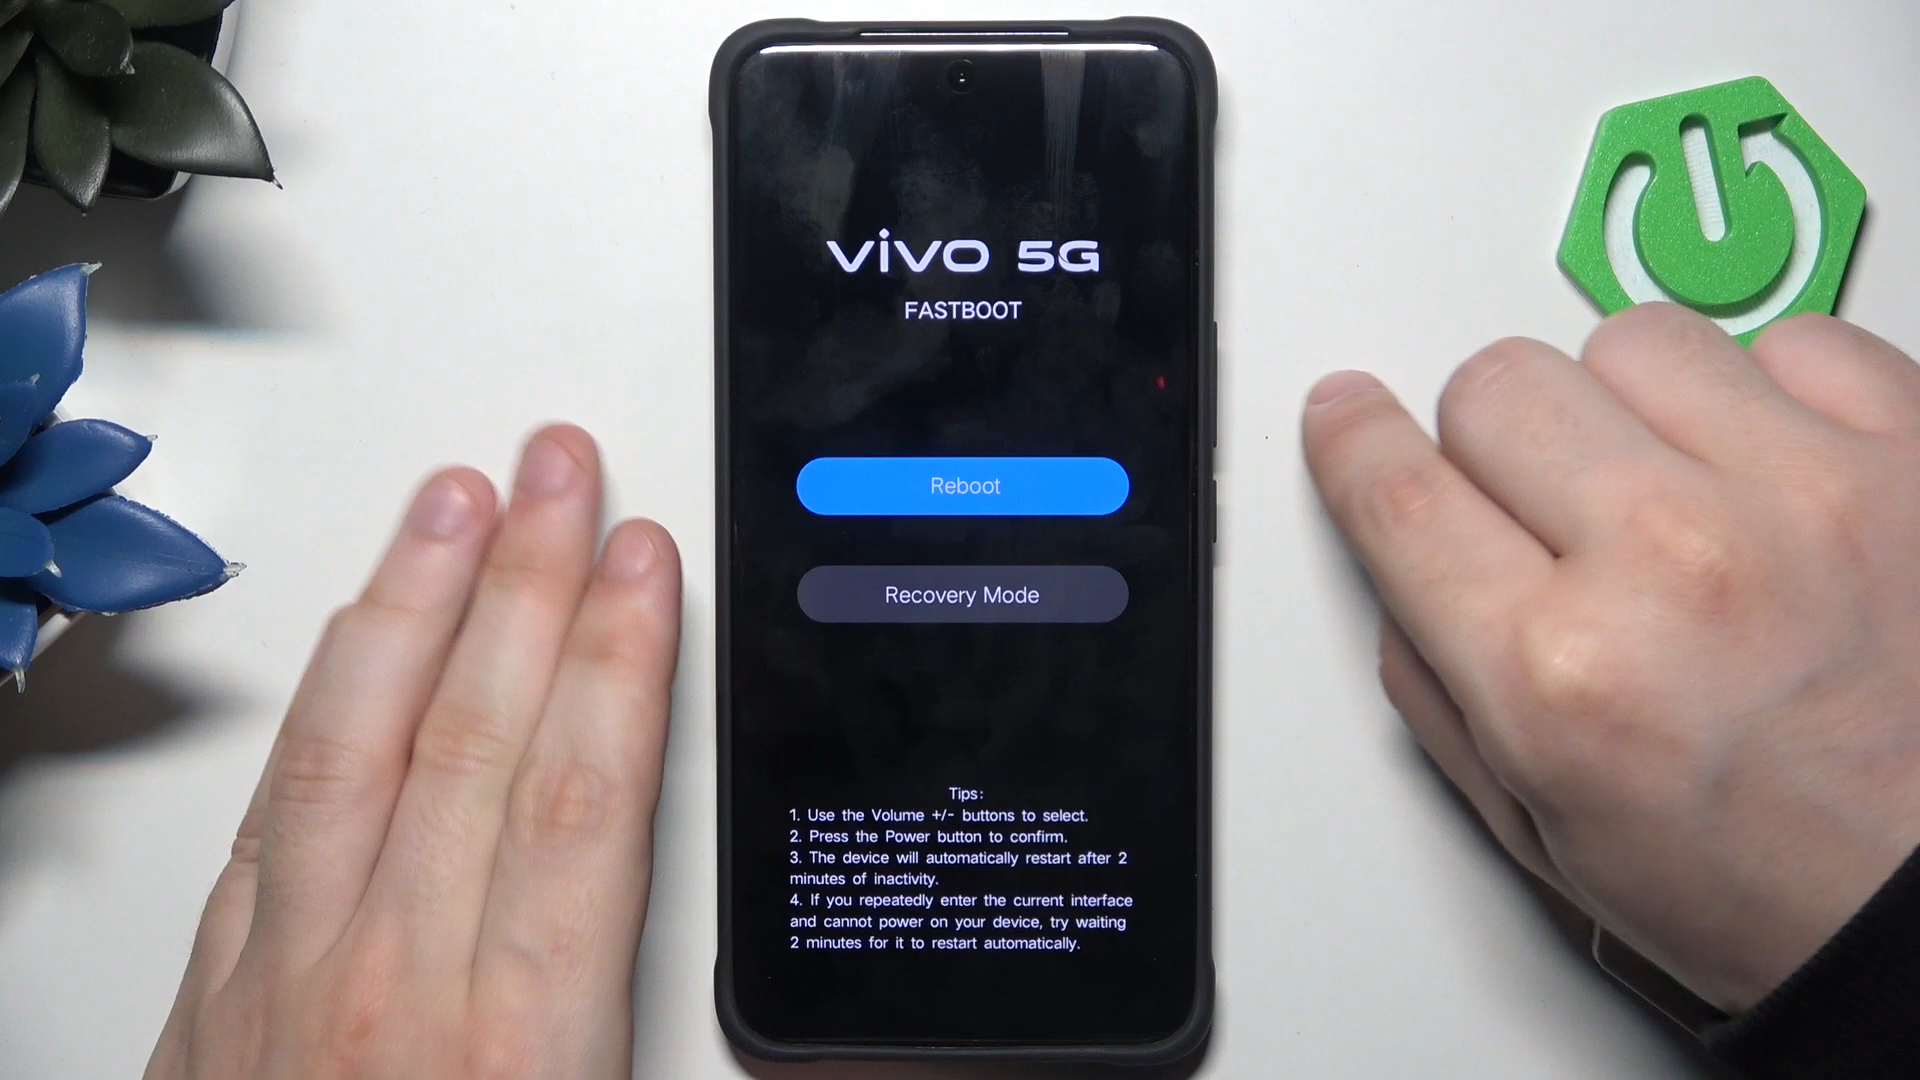 vivo 5G
FASTBOOT
Reboot
Recovery Mode
Tips:
1. Use the Volume +/- buttons to select.
2. Press the Power button to confirm.
3. The device will automatically restart after 2
minutes of inactivity.
4. If you repeatedly enter the current interface
and cannot power on your device, try waiting
2 minutes for it to restart automatically.